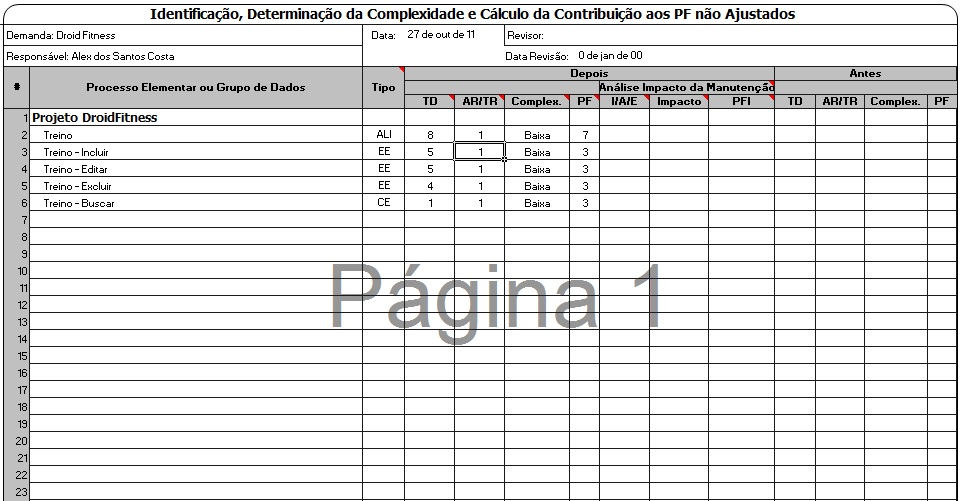 Identificação, Determinação da Complexidade e Cálculo da Contribuição aos PF não Ajustados
Demanda: Droid Fitness Data: 27 de out de 11 Revisor:
Responsável: Alex dos Santos Costa Data Revisão: 0 de jan de 00
# Processo Elementar ou Grupo de Dados Tipo Depois Antes
Análise Impacto da Manutenção
TD AR/TR Complex. PF I/A/E Impacto PFI TD AR/TR Complex. PF
1 Projeto DroidFitness
2 Treino ALI 8 1 Baixa 7
3 Treino - Incluir EE 5 1 Baixa 3
4 Treino - Editar EE 5 1 Baixa 3
5 Treino - Excluir EE 4 1 Baixa 3
6 Treino - Buscar CE 1 1 Baixa 3
7
8
9
10
11
12
13
14
15
16
17
18
19
20
21
22
23
Página 1